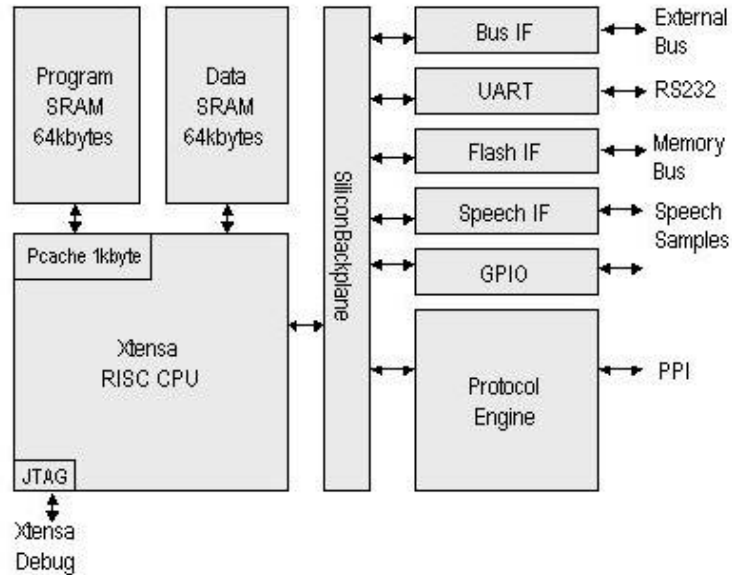 Program
SRAM
64kbytes
Data
SRAM
64kbytes
Pcache 1kbyte
Xtensa
RISC CPU
JTAG
Xtensa
Debug
SiliconBackplane
Bus IF
External
Bus
UART
RS232
Flash IF
Memory
Bus
Speech IF
Speech
Samples
GPIO
Protocol
Engine
PPI